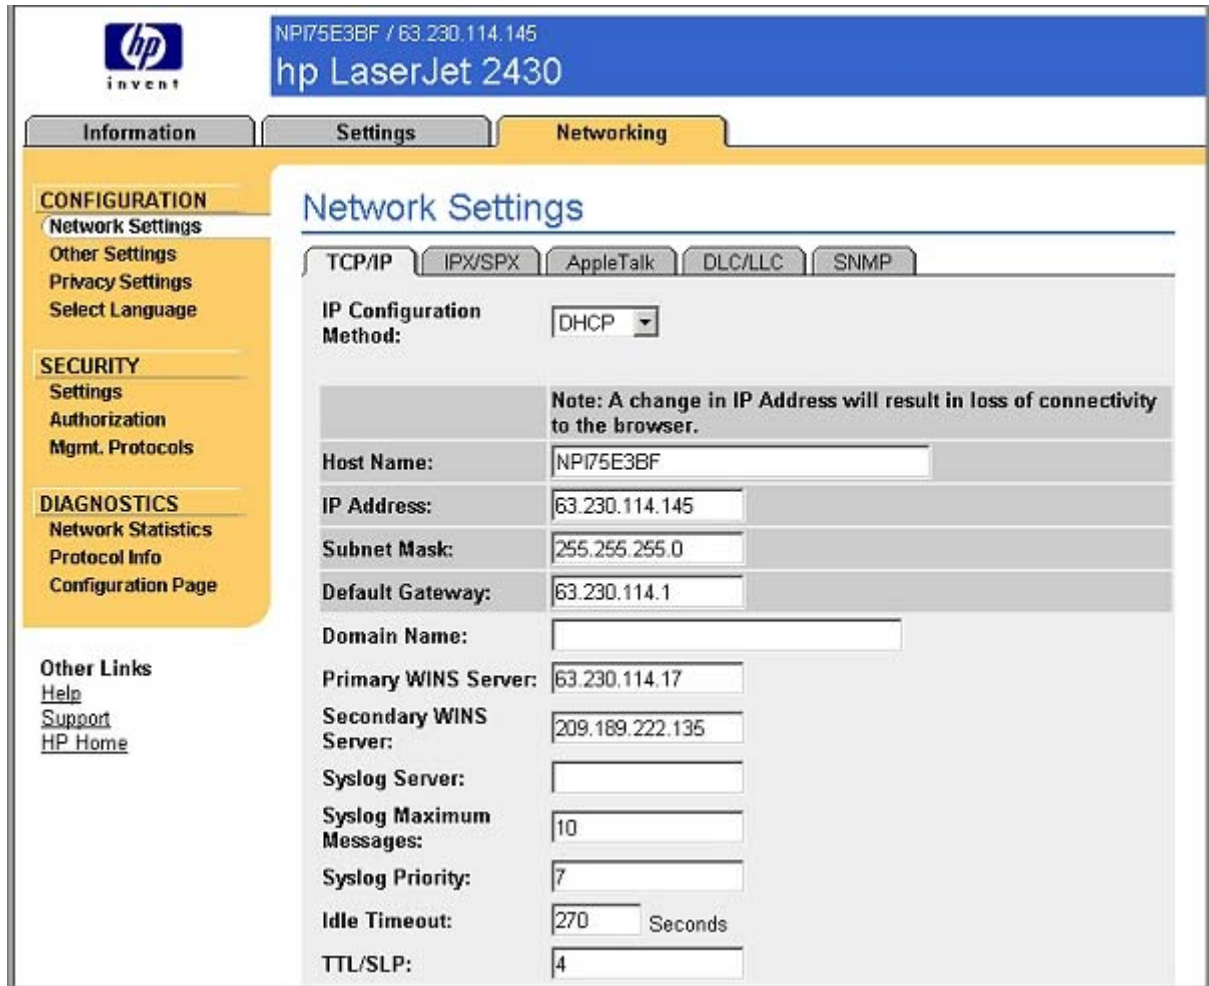 hp
invent
NPI75E3BF / 63.230.114.145
hp LaserJet 2430
Information
Settings
Networking
CONFIGURATION
Network Settings
Other Settings
Privacy Settings
Select Language
SECURITY
Settings
Authorization
Mgmt. Protocols
DIAGNOSTICS
Network Statistics
Protocol Info
Configuration Page
Other Links
Help
Support
HP Home
Network Settings
TCP/IP
IPX/SPX
AppleTalk
DLC/LLC
SNMP
IP Configuration
Method:
DHCP
Note: A change in IP Address will result in loss of connectivity
to the browser.
Host Name:
NPI75E3BF
IP Address:
63.230.114.145
Subnet Mask:
255.255.255.0
Default Gateway:
63.230.114.1
Domain Name:
Primary WINS Server:
63.230.114.17
Secondary WINS
Server:
209.189.222.135
Syslog Server:
Syslog Maximum
Messages:
10
Syslog Priority:
7
Idle Timeout:
270 Seconds
TTL/SLP:
4